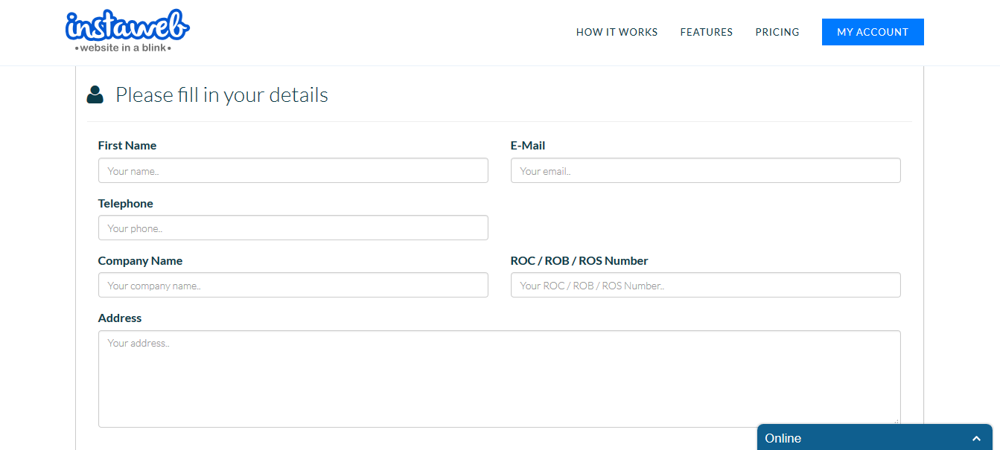 instaweb
•website in a blink•
HOW IT WORKS FEATURES PRICING MY ACCOUNT
Please fill in your details
First Name E-Mail
Your name.. Your email..
Telephone
Your phone..
Company Name ROC / ROB / ROS Number
Your company name.. Your ROC / ROB / ROS Number..
Address
Your address..
Online